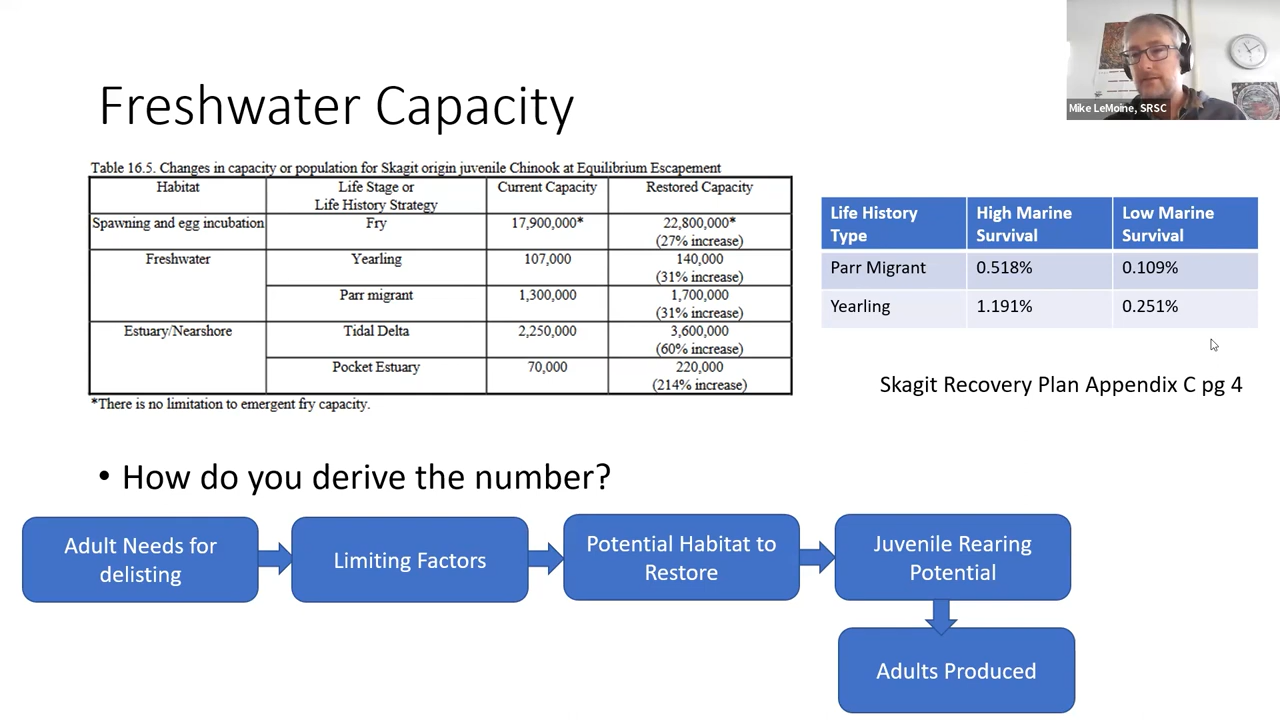 Mike LeMoine, SRSC
Freshwater Capacity
Table 16.5. Changes in capacity or population for Skagit origin juvenile Chinook at Equilibrium Escapement
Habitat Life Stage or Life History Strategy Current Capacity Restored Capacity
Spawning and egg incubation Fry 17,900,000* 22,800,000* (27% increase)
Freshwater Yearling 107,000 140,000 (31% increase)
Parr migrant 1,300,000 1,700,000 (31% increase)
Estuary/Nearshore Tidal Delta 2,250,000 3,600,000 (60% increase)
Pocket Estuary 70,000 220,000 (214% increase)
*There is no limitation to emergent fry capacity.
Life History Type High Marine Survival Low Marine Survival
Parr Migrant 0.518% 0.109%
Yearling 1.191% 0.251%
Skagit Recovery Plan Appendix C pg 4
• How do you derive the number?
Adult Needs for
delisting
Limiting Factors
Potential Habitat to
Restore
Juvenile Rearing
Potential
Adults Produced